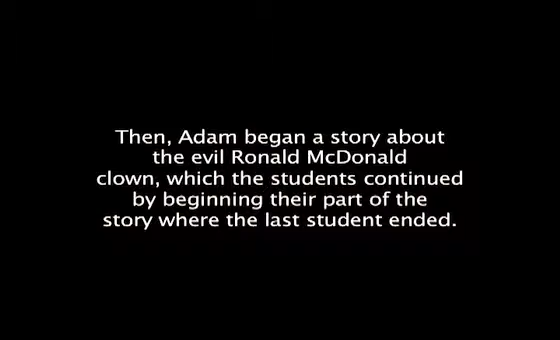 Then, Adam began a story about
the evil Ronald McDonald
clown, which the students continued
by beginning their part of the
story where the last student ended.